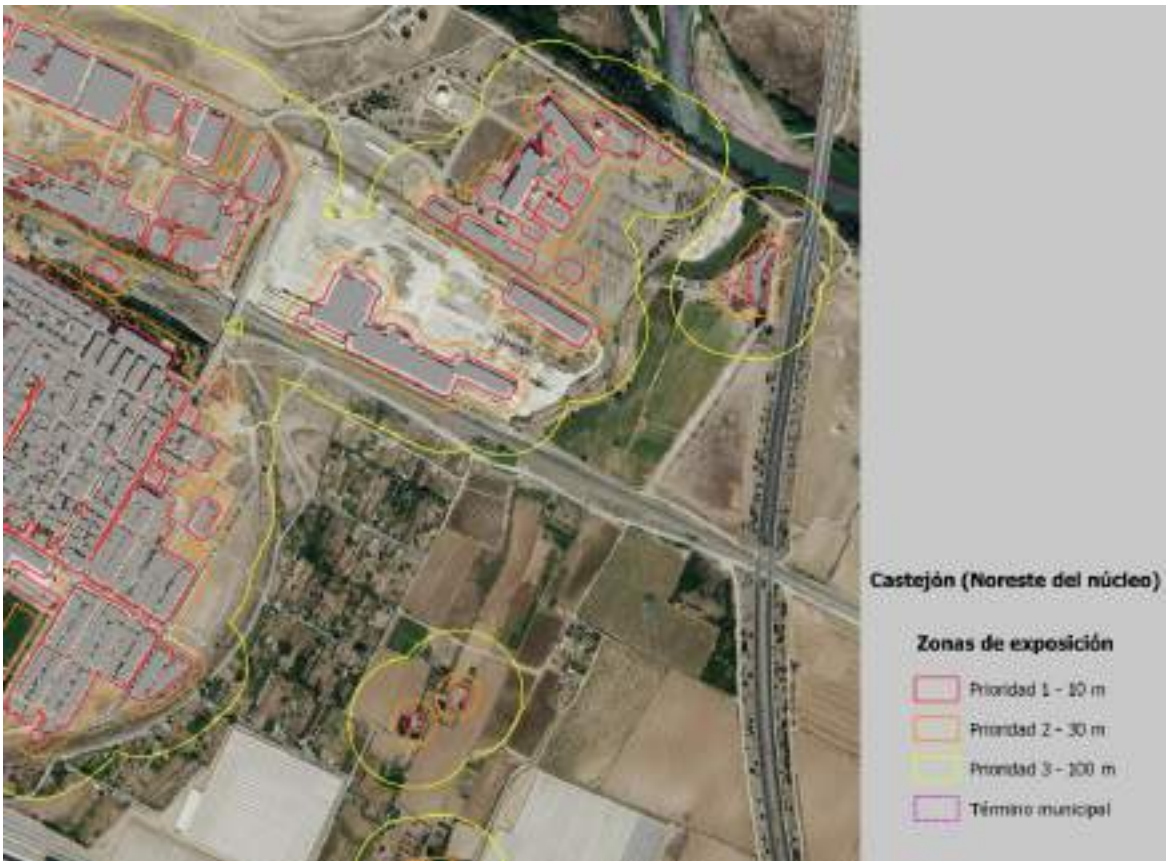 Castejón (Noreste del núcleo)
Zonas de exposición
Prioridad 1 - 10 m
Prioridad 2 - 30 m
Prioridad 3 - 100 m
Término municipal